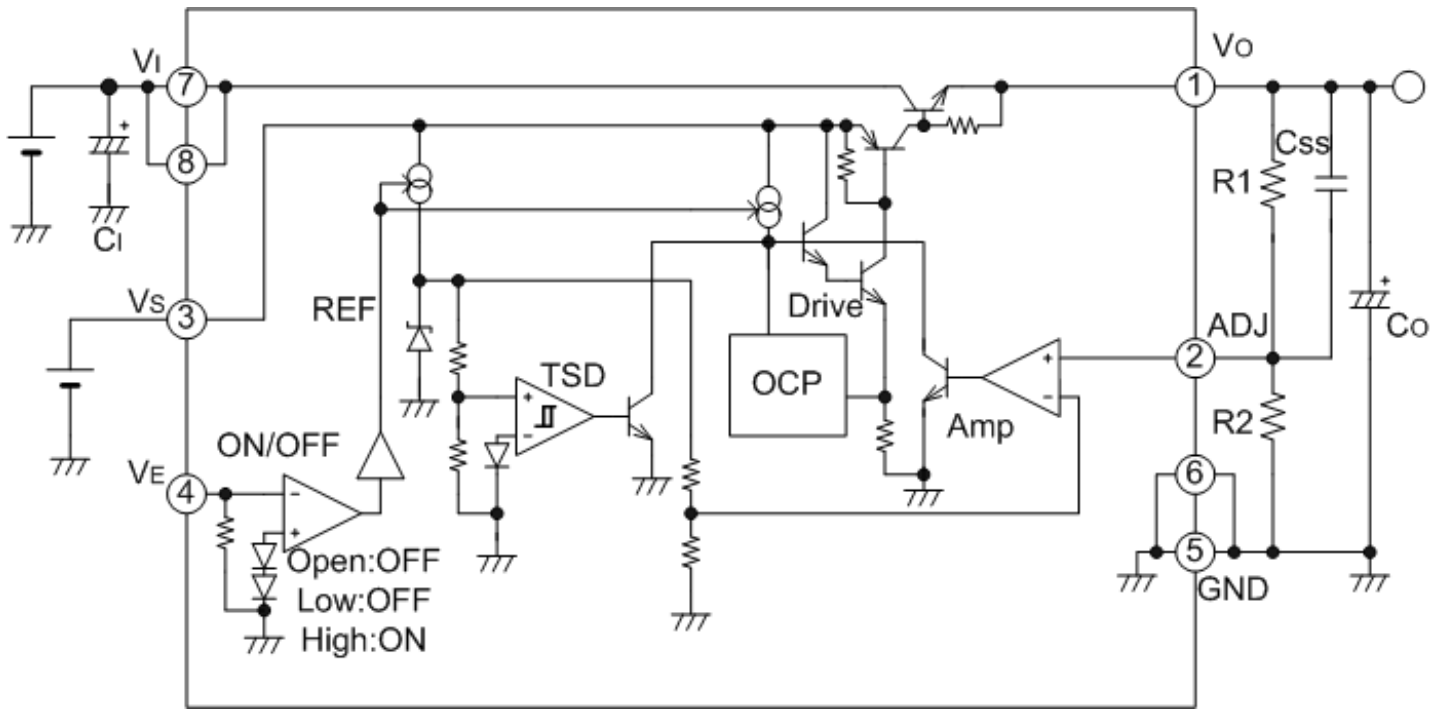 VI
7
8
+
CI
VS
3
VE
4
ON/OFF
-
+
Open:OFF
Low:OFF
High:ON
REF
TSD
+
-
Drive
OCP
Amp
+
-
VO
1
Css
R1
ADJ
2
R2
+
CO
6
5
GND